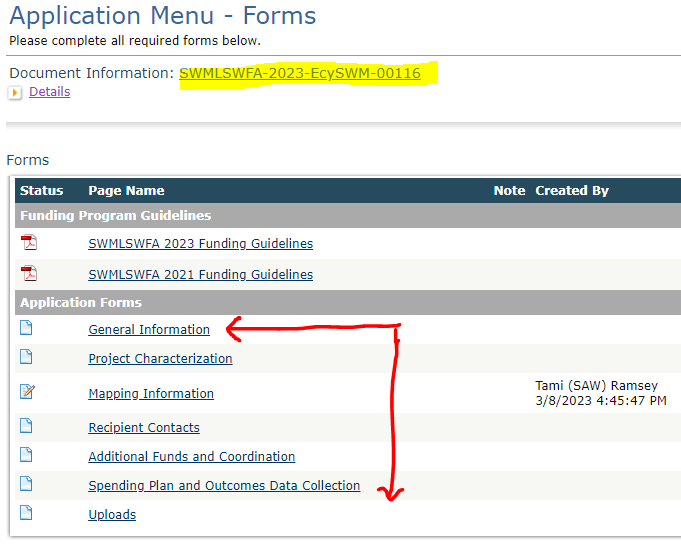 Application Menu - Forms
Please complete all required forms below.
Document Information: SWMLSWFA-2023-EcySWM-00116
Details
Forms
Status Page Name Note Created By
Funding Program Guidelines
SWMLSWFA 2023 Funding Guidelines
SWMLSWFA 2021 Funding Guidelines
Application Forms
General Information
Project Characterization
Mapping Information Tami (SAW) Ramsey
3/8/2023 4:45:47 PM
Recipient Contacts
Additional Funds and Coordination
Spending Plan and Outcomes Data Collection
Uploads